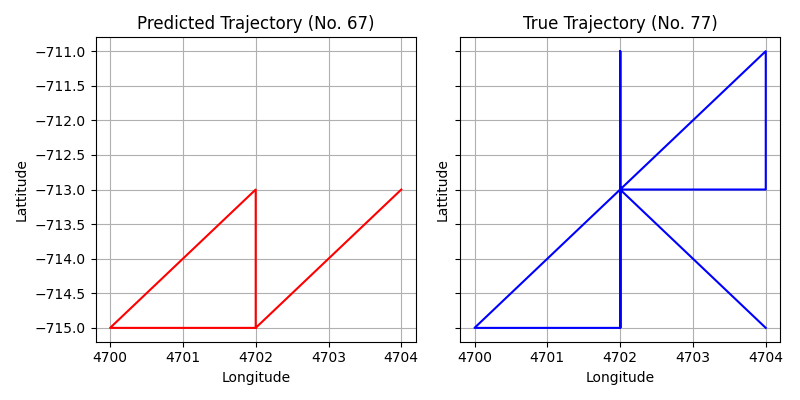 Predicted Trajectory (No. 67)
True Trajectory (No. 77)
−711.0
−711.5
−712.0
−712.5
−713.0
−713.5
−714.0
−714.5
−715.0
Lattitude
Lattitude
4700 4701 4702 4703 4704
4700 4701 4702 4703 4704
Longitude
Longitude